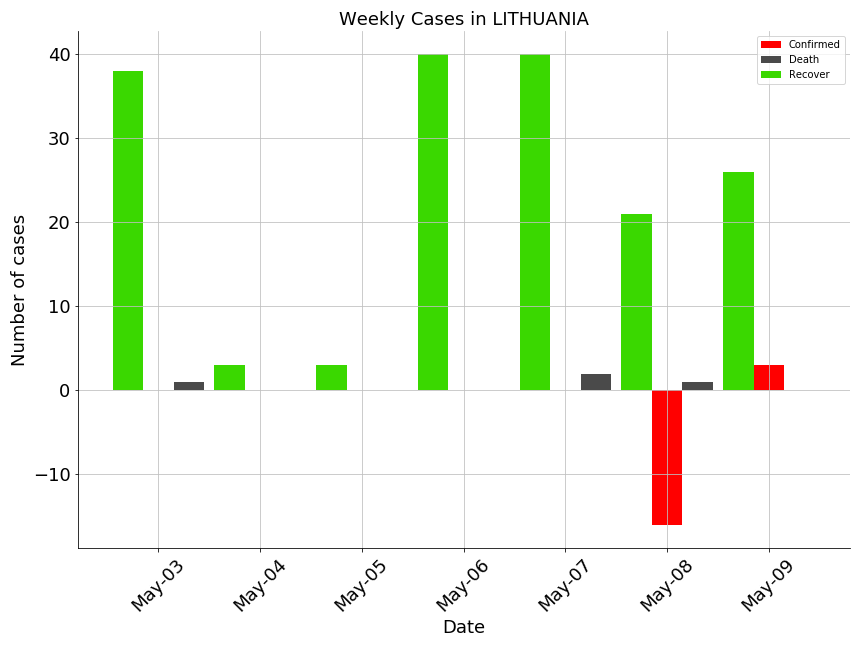 Weekly Cases in LITHUANIA
Confirmed
Death
Recover
Number of cases
40
30
20
10
0
−10
May-03
May-04
May-05
May-06
May-07
May-08
May-09
Date